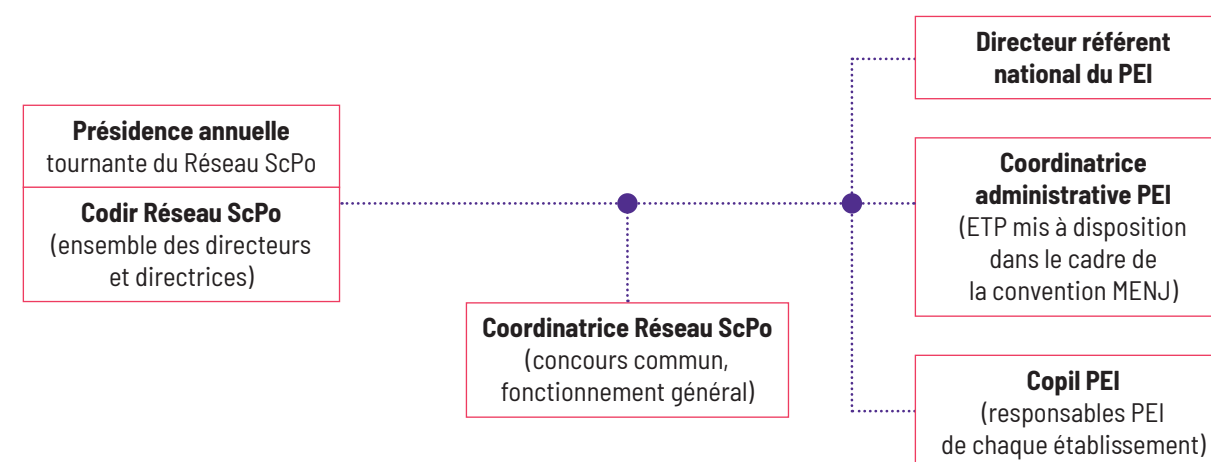 Présidence annuelle
tournante du Réseau ScPo
Codir Réseau ScPo
(ensemble des directeurs
et directrices)
Coordinatrice Réseau ScPo
(concours commun,
fonctionnement général)
Directeur référent
national du PEI
Coordinatrice
administrative PEI
(ETP mis à disposition
dans le cadre de
la convention MENJ)
Copil PEI
(responsables PEI
de chaque établissement)